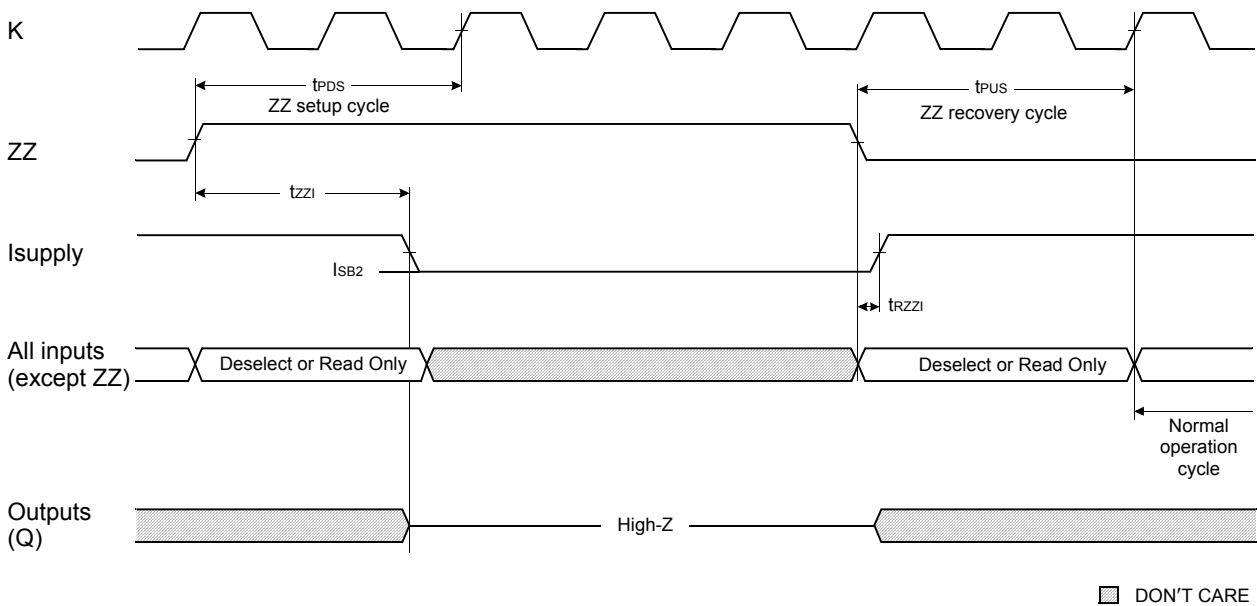 K
tPDS
ZZ setup cycle
tPUS
ZZ recovery cycle
ZZ
tZZI
Isupply
ISB2
tRZZI
All inputs
(except ZZ)
Deselect or Read Only
Deselect or Read Only
Normal
operation
cycle
Outputs
(Q)
High-Z
DON'T CARE